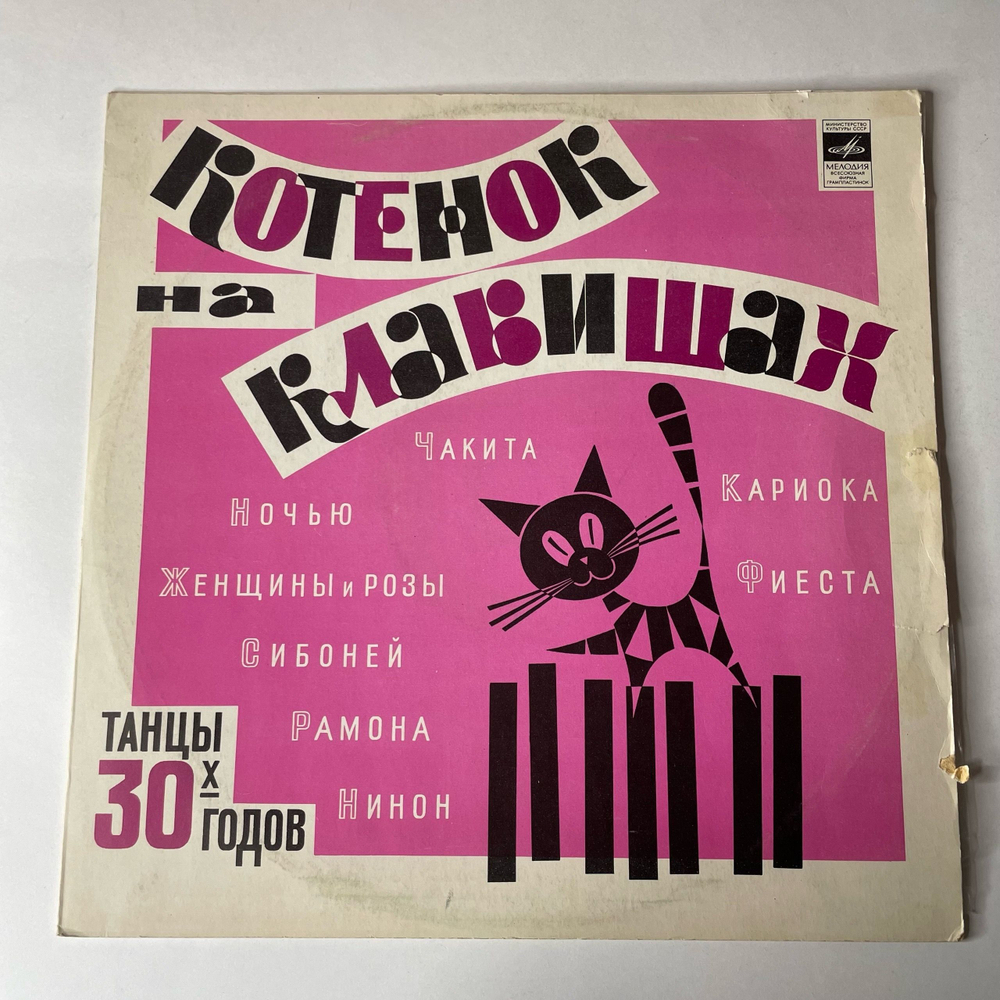 КОТЕНОК
НА
КЛАВИШАХ
МИНИСТЕРСТВО
КУЛЬТУРЫ СССР
МЕЛОДИЯ
ВСЕСОЮЗНАЯ
ФИРМА
ГРАМПЛАСТИНОК
ЧАКИТА
КАРИОКА
НОЧЬЮ
ЖЕНЩИНЫ и РОЗЫ
ФИЕСТА
СИБОНЕЙ
РАМОНА
НИНОН
ТАНЦЫ
30х
ГОДОВ